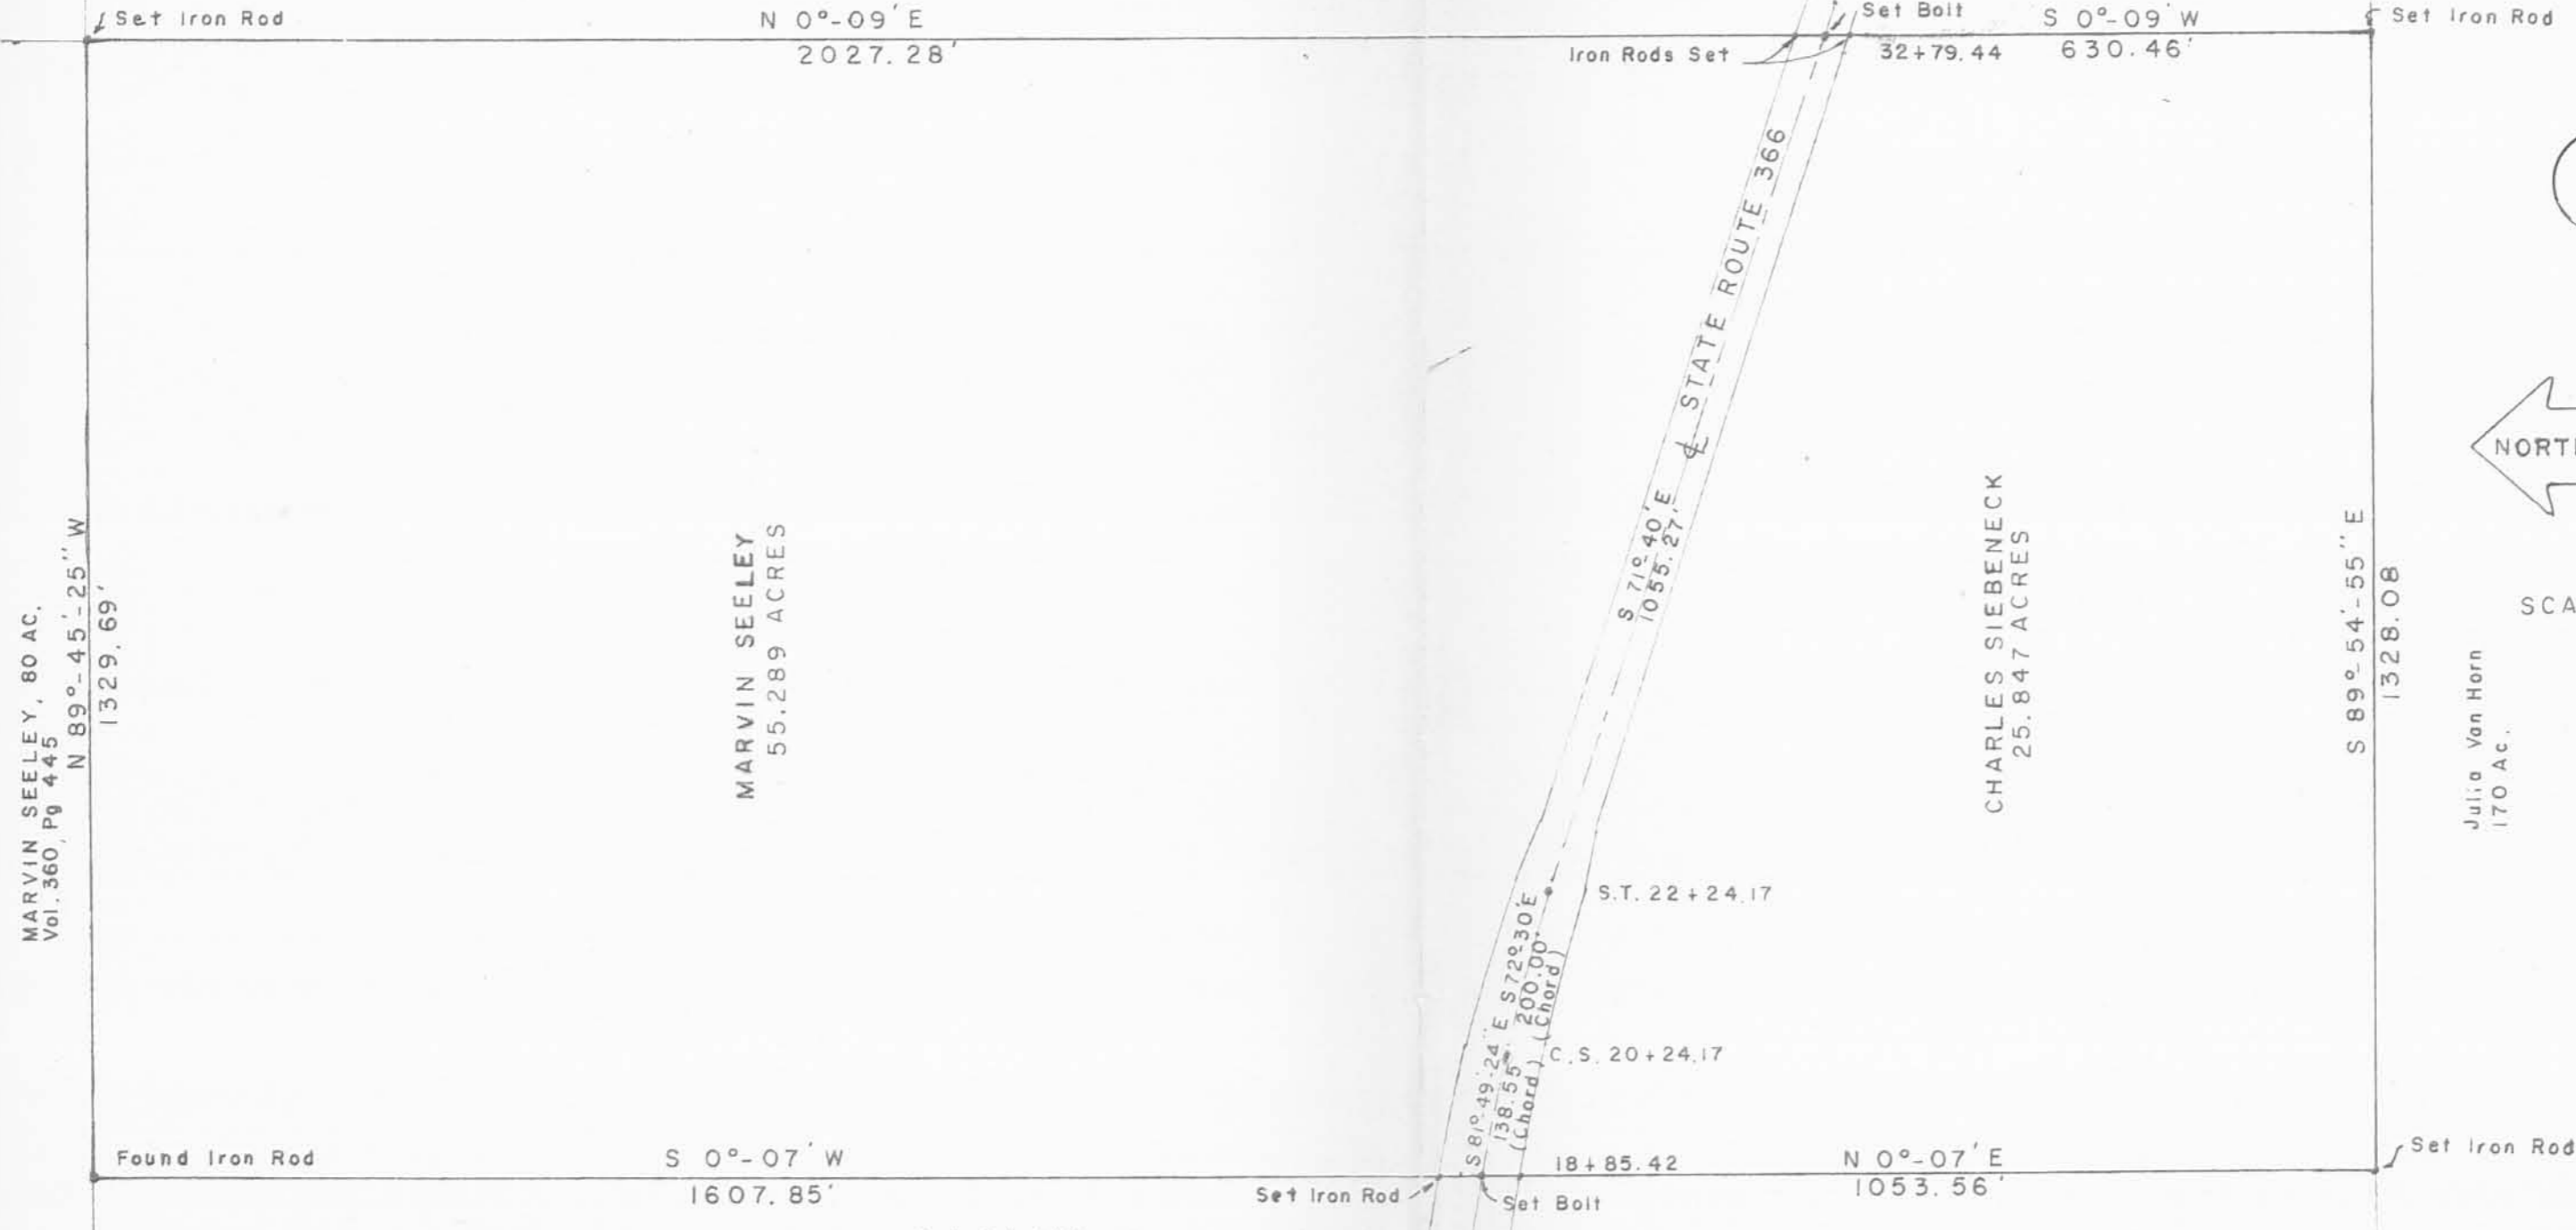 Set Iron Rod
N 0°-09' E
2027.28'
Iron Rods Set
Set Bolt
32+79.44
S 0°-09' W
630.46'
Set Iron Rod
STATE ROUTE 366
S 71°-40' E
1055.27'
MARVIN SEELEY, 80 AC.
Vol. 360, Pg 445
N 89°-45'-25" W
1329.69'
MARVIN SEELEY
55.289 ACRES
CHARLES SIEBENECK
25.847 ACRES
S 89°-54'-55" E
1328.08
Julia Van Horn
170 Ac.
S.T. 22+24.17
S 72°-30' E
200.00'
(Chord)
C.S. 20+24.17
S 81°-49'-24" E
138.55'
(Chord)
Found Iron Rod
S 0°-07' W
1607.85'
Set Iron Rod
Set Bolt
18+85.42
N 0°-07' E
1053.56'
Set Iron Rod